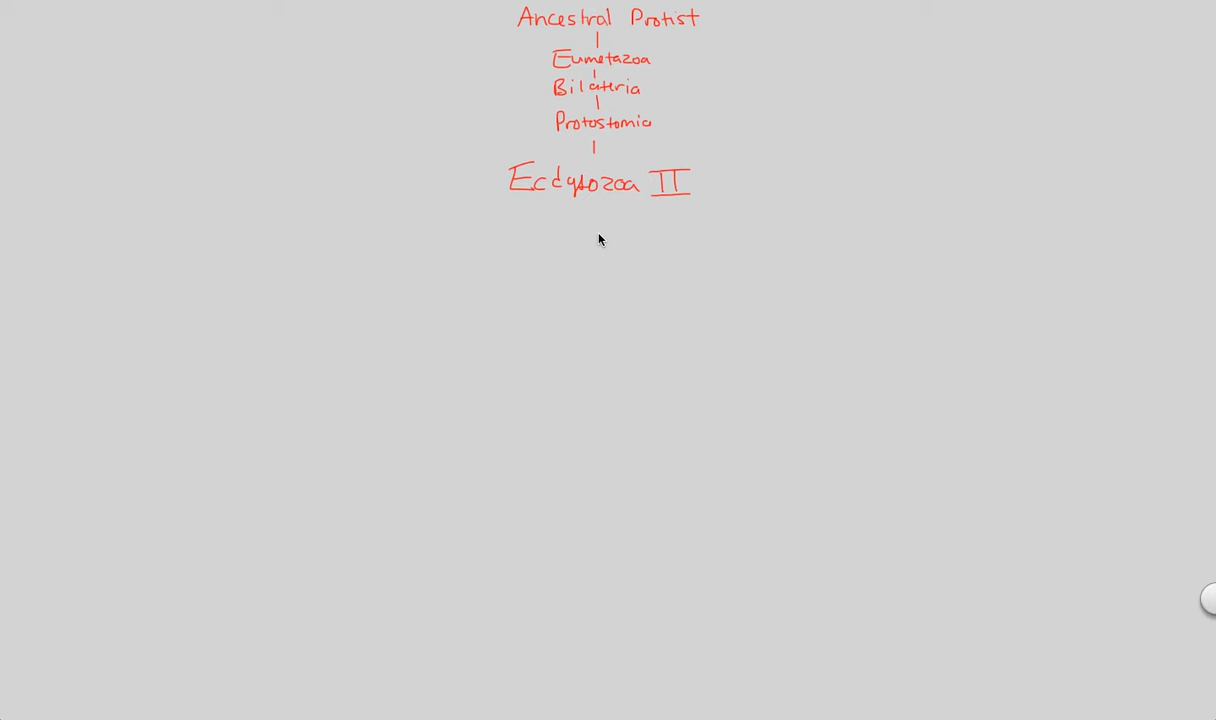 Ancestral Protist
Eumetazoa
Bilateria
Protostomia
Ecdysozoa II